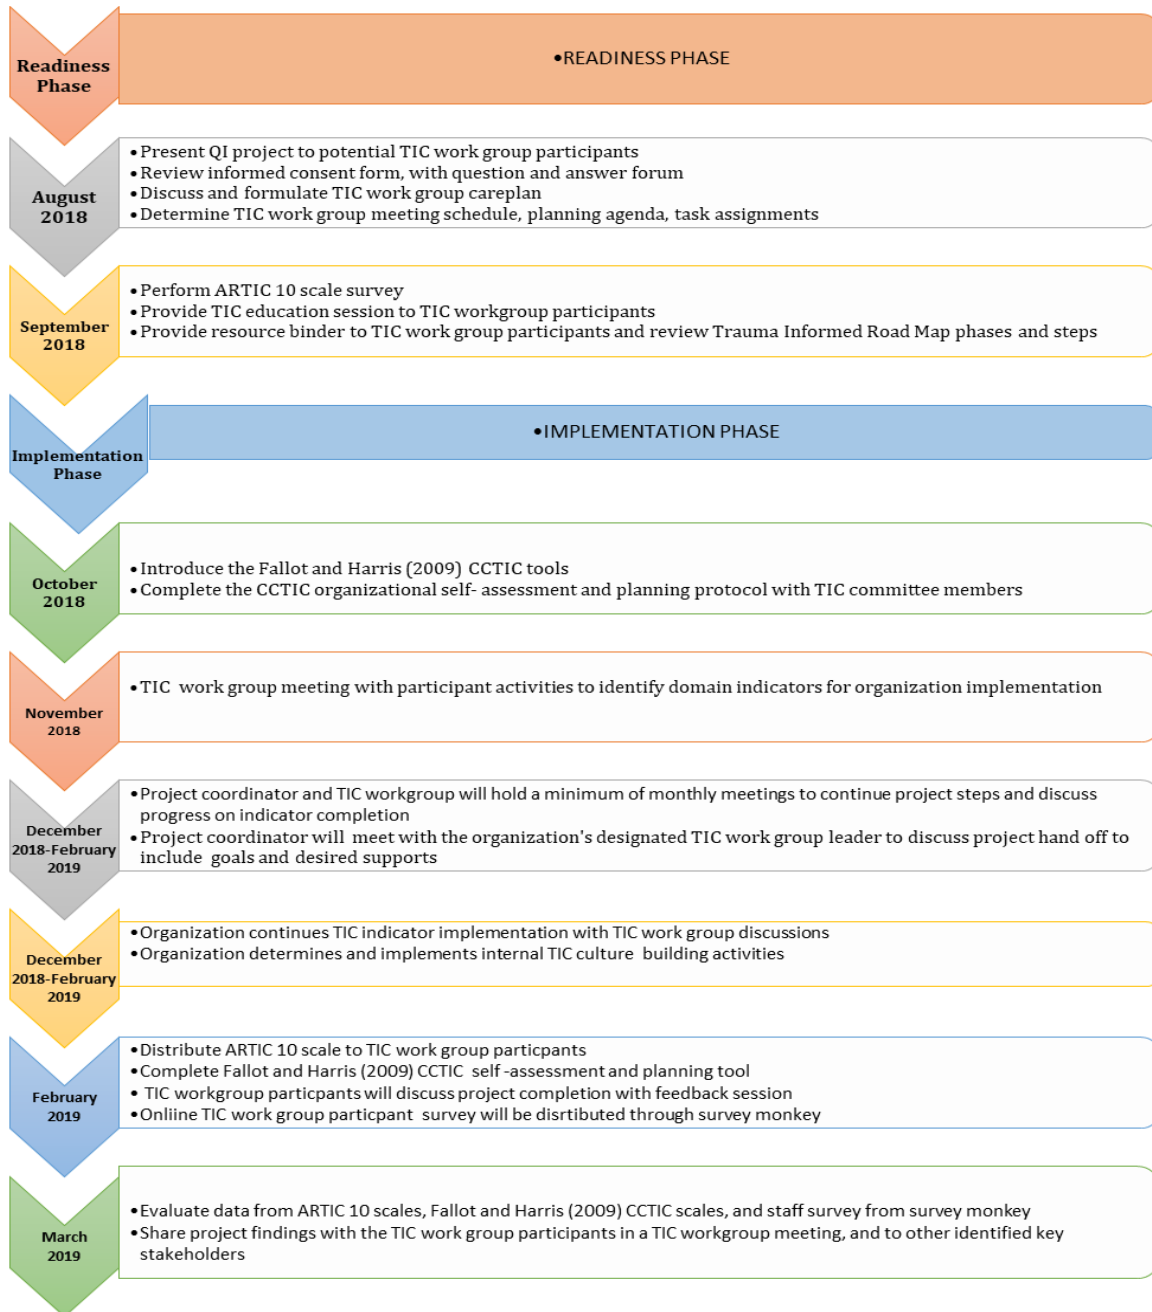 Readiness
Phase
•READINESS PHASE
August
2018
•Present QI project to potential TIC work group participants
•Review informed consent form, with question and answer forum
•Discuss and formulate TIC work group careplan
•Determine TIC work group meeting schedule, planning agenda, task assignments
September
2018
•Perform ARTIC 10 scale survey
•Provide TIC education session to TIC workgroup participants
•Provide resource binder to TIC work group participants and review Trauma Informed Road Map phases and steps
Implementation
Phase
•IMPLEMENTATION PHASE
October
2018
•Introduce the Fallot and Harris (2009) CCTIC tools
•Complete the CCTIC organizational self- assessment and planning protocol with TIC committee members
November
2018
•TIC work group meeting with participant activities to identify domain indicators for organization implementation
December
2018-February
2019
•Project coordinator and TIC workgroup will hold a minimum of monthly meetings to continue project steps and discuss
progress on indicator completion
•Project coordinator will meet with the organization's designated TIC work group leader to discuss project hand off to
include goals and desired supports
December
2018-February
2019
•Organization continues TIC indicator implementation with TIC work group discussions
•Organization determines and implements internal TIC culture building activities
February
2019
•Distribute ARTIC 10 scale to TIC work group particpants
•Complete Fallot and Harris (2009) CCTIC self -assessment and planning tool
• TIC workgroup particpants will discuss project completion with feedback session
•Onliine TIC work group particpant survey will be disrtibuted through survey monkey
March
2019
•Evaluate data from ARTIC 10 scales, Fallot and Harris (2009) CCTIC scales, and staff survey from survey monkey
•Share project findings with the TIC work group participants in a TIC workgroup meeting, and to other identified key
stakeholders